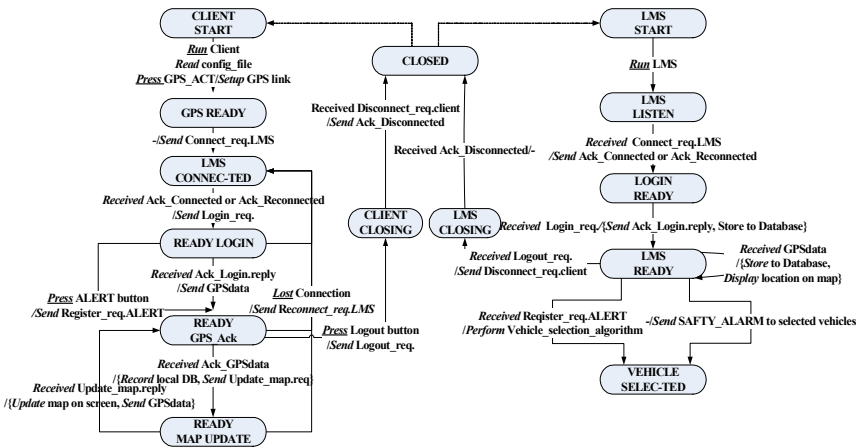 CLIENT
START
Run Client
Read config_file
Press GPS_ACT/Setup GPS link
GPS READY
-/Send Connect_req.LMS
LMS
CONNEC-TED
Received Ack_Connected or Ack_Reconnected
/Send Login_req.
READY LOGIN
Received Ack_Login.reply
/Send GPSdata
Press ALERT button
/Send Register_req.ALERT
Lost Connection
/Send Reconnect_req.LMS
READY
GPS_Ack
Press Logout button
/Send Logout_req.
Received Ack_GPSdata
/{Record local DB, Send Update_map.req}
Received Update_map.reply
/{Update map on screen, Send GPSdata}
READY
MAP UPDATE
CLOSED
Received Disconnect_req.client
/Send Ack_Disconnected
Received Ack_Disconnected/-
CLIENT
CLOSING
LMS
CLOSING
LMS
START
Run LMS
LMS
LISTEN
Received Connect_req.LMS
/Send Ack_Connected or Ack_Reconnected
LOGIN
READY
Received Login_req./{Send Ack_Login.reply, Store to Database}
Received Logout_req.
/Send Disconnect_req.client
LMS
READY
Received GPSdata
/{Store to Database,
Display location on map}
Received Reqister_req.ALERT
/Perform Vehicle_selection_algorithm
-/Send SAFTY_ALARM to selected vehicles
VEHICLE
SELEC-TED